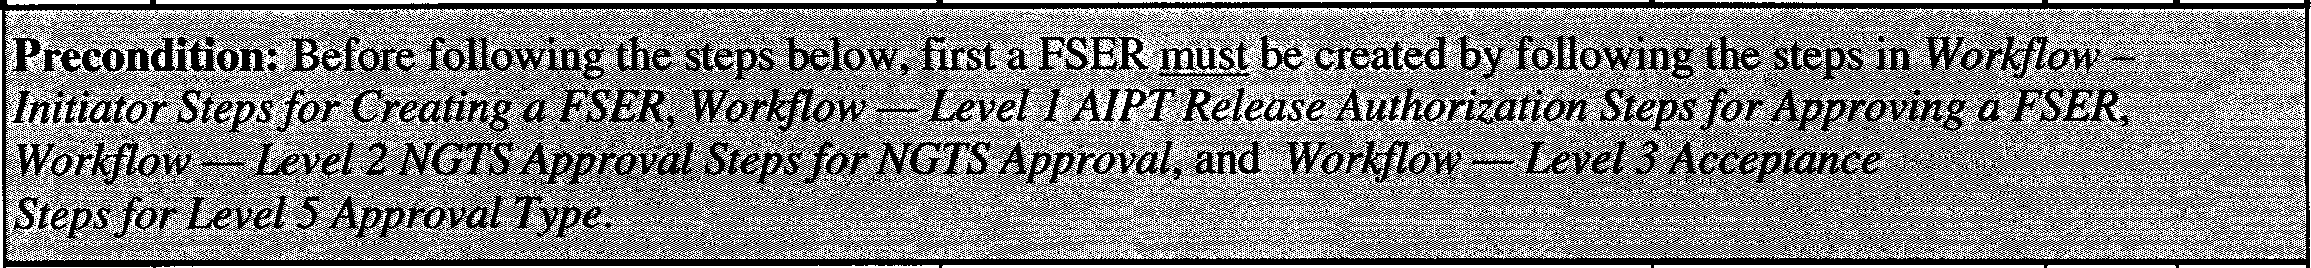 Precondition: Before following the steps below, first a FSER must be created by following the steps in Workflow –
Initiator Steps for Creating a FSER, Workflow — Level 1 AIPT Release Authorization Steps for Approving a FSER,
Workflow — Level 2 NGTS Approval Steps for NGTS Approval, and Workflow — Level 3 Acceptance
Steps for Level 5 Approval Type.